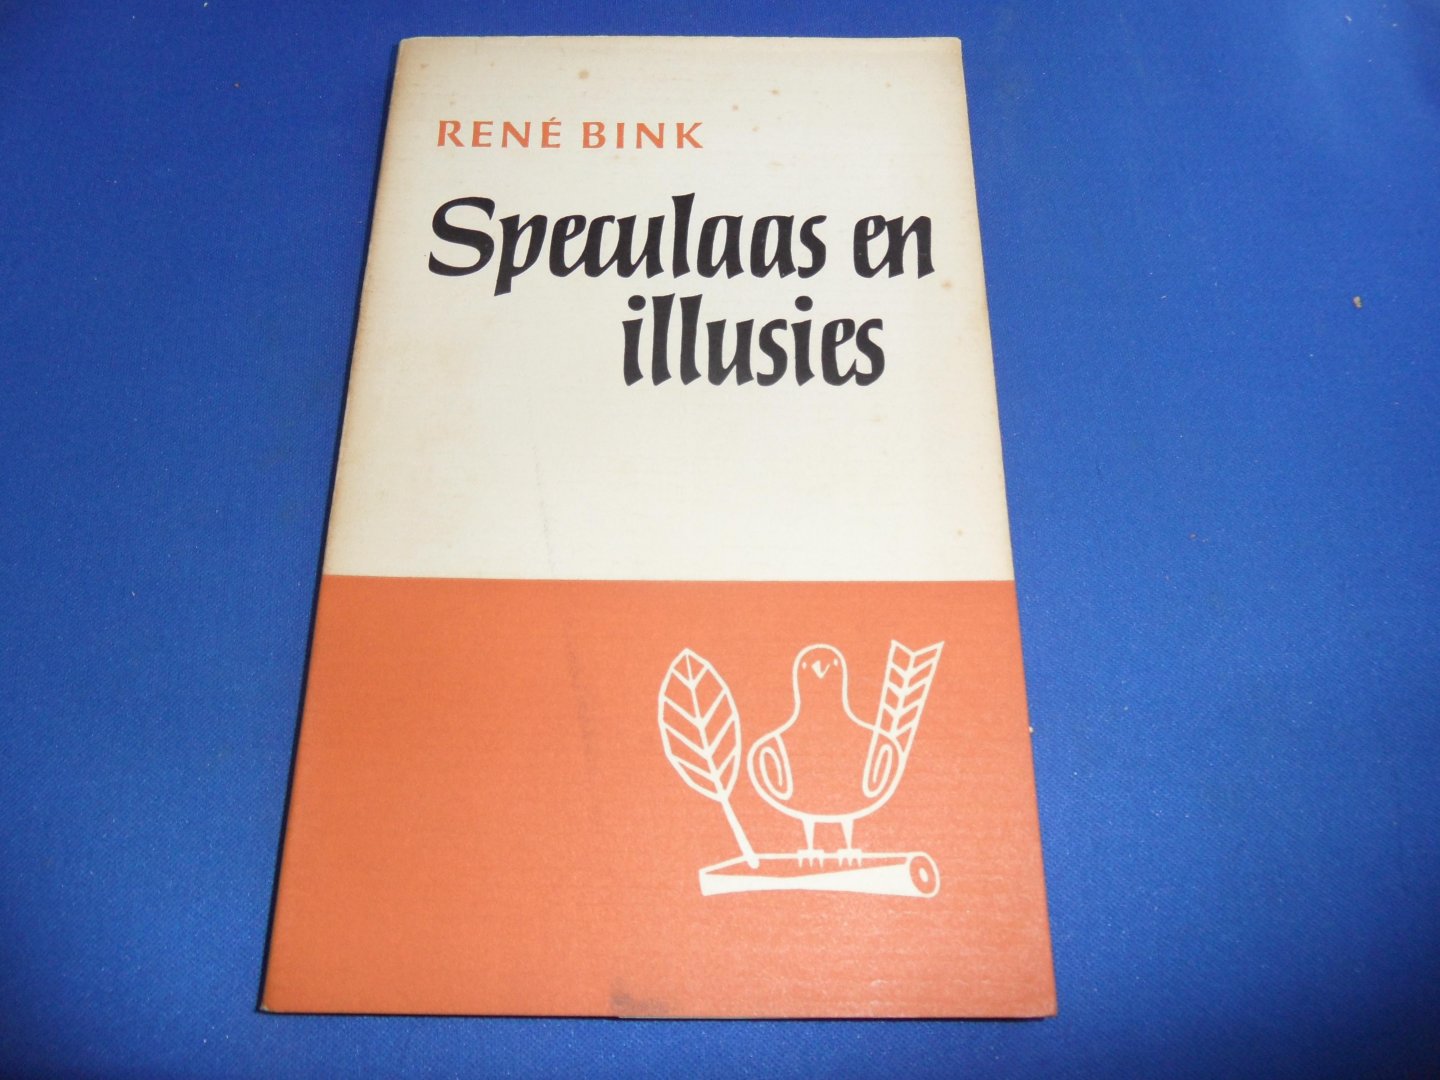 RENÉ BINK
Speculaas en
illusies